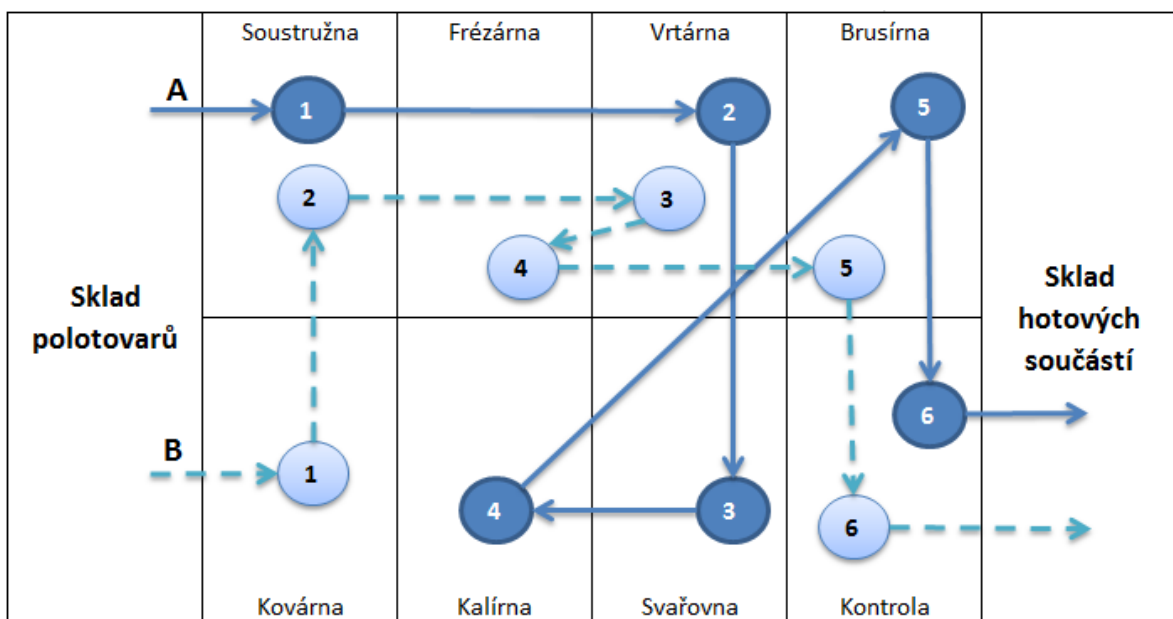 Soustružna
Frézárna
Vrtárna
Brusírna
A
1
2
5
2
3
4
5
Sklad
polotovarů
Sklad
hotových
součástí
6
B
1
4
3
6
Kovárna
Kalírna
Svařovna
Kontrola